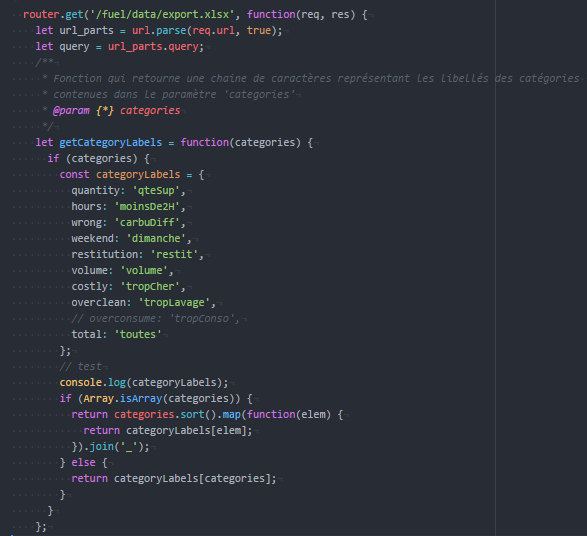 router.get('/fuel/data/export.xlsx', function(req, res) {
let url_parts = url.parse(req.url, true);
let query = url_parts.query;
/**
* Fonction qui retourne une chaine de caractères représentant les libellés des catégories
* contenues dans le paramètre 'categories'
* @param {*} categories
*/
let getCategoryLabels = function(categories) {
if (categories) {
const categoryLabels = {
quantity: 'qteSup',
hours: 'moinsDe2H',
wrong: 'carbuDiff',
weekend: 'dimanche',
restitution: 'restit',
volume: 'volume',
costly: 'tropCher',
overclean: 'tropLavage',
// overconsume: 'tropConso',
total: 'toutes'
};
// test
console.log(categoryLabels);
if (Array.isArray(categories)) {
return categories.sort().map(function(elem) {
return categoryLabels[elem];
}).join('_');
} else {
return categoryLabels[categories];
}
}
};